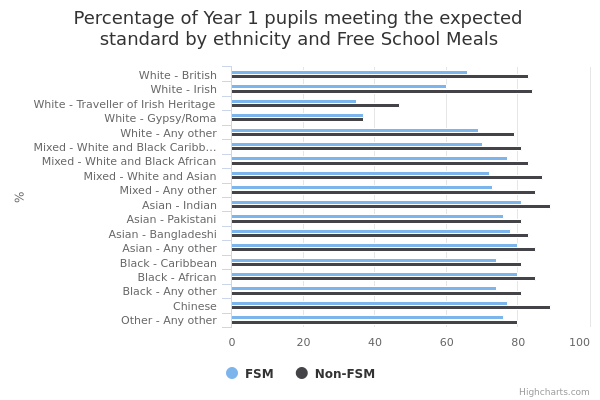 Percentage of Year 1 pupils meeting the expected
standard by ethnicity and Free School Meals
White - British
White - Irish
White - Traveller of Irish Heritage
White - Gypsy/Roma
White - Any other
Mixed - White and Black Caribb...
Mixed - White and Black African
Mixed - White and Asian
Mixed - Any other
Asian - Indian
Asian - Pakistani
Asian - Bangladeshi
Asian - Any other
Black - Caribbean
Black - African
Black - Any other
Chinese
Other - Any other
%
0 20 40 60 80 100
FSM Non-FSM
Highcharts.com